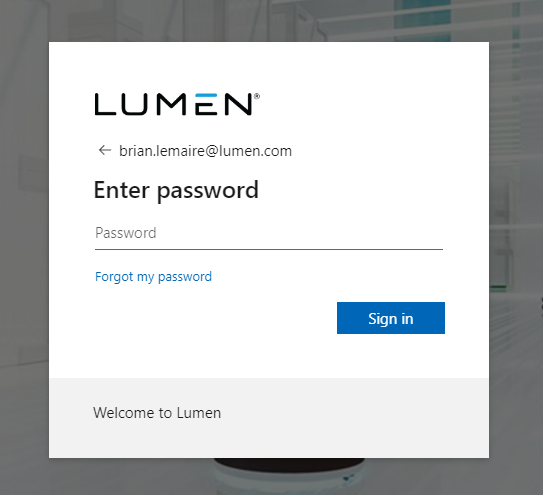 LUMEN®
← brian.lemaire@lumen.com
Enter password
Password
Forgot my password
Sign in
Welcome to Lumen